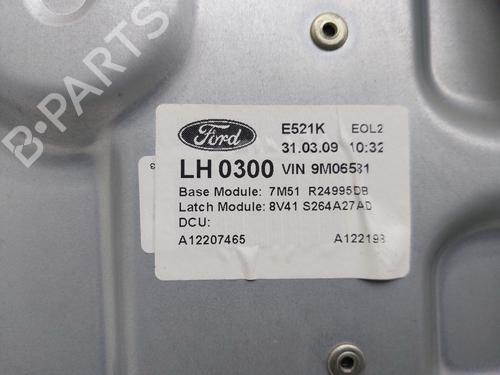 B-PARTS
Ford
E521K EOL2
31.03.09 10:32
LH 0300 VIN 9M06581
Base Module: 7M51 R24995DB
Latch Module: 8V41 S264A27AD
DCU:
A12207465 A122198